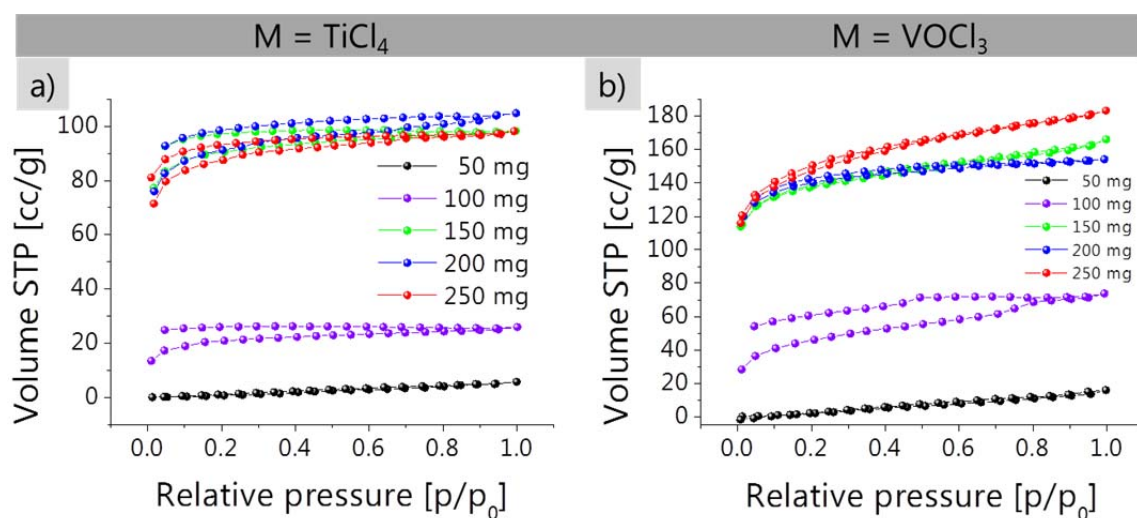 M = TiCl₄
M = VOCl₃
a)
b)
Volume STP [cc/g]
100
80
60
40
20
0
50 mg
100 mg
150 mg
200 mg
250 mg
0.0 0.2 0.4 0.6 0.8 1.0
Relative pressure [p/p₀]
Volume STP [cc/g]
180
160
140
120
100
80
60
40
20
0
50 mg
100 mg
150 mg
200 mg
250 mg
0.0 0.2 0.4 0.6 0.8 1.0
Relative pressure [p/p₀]